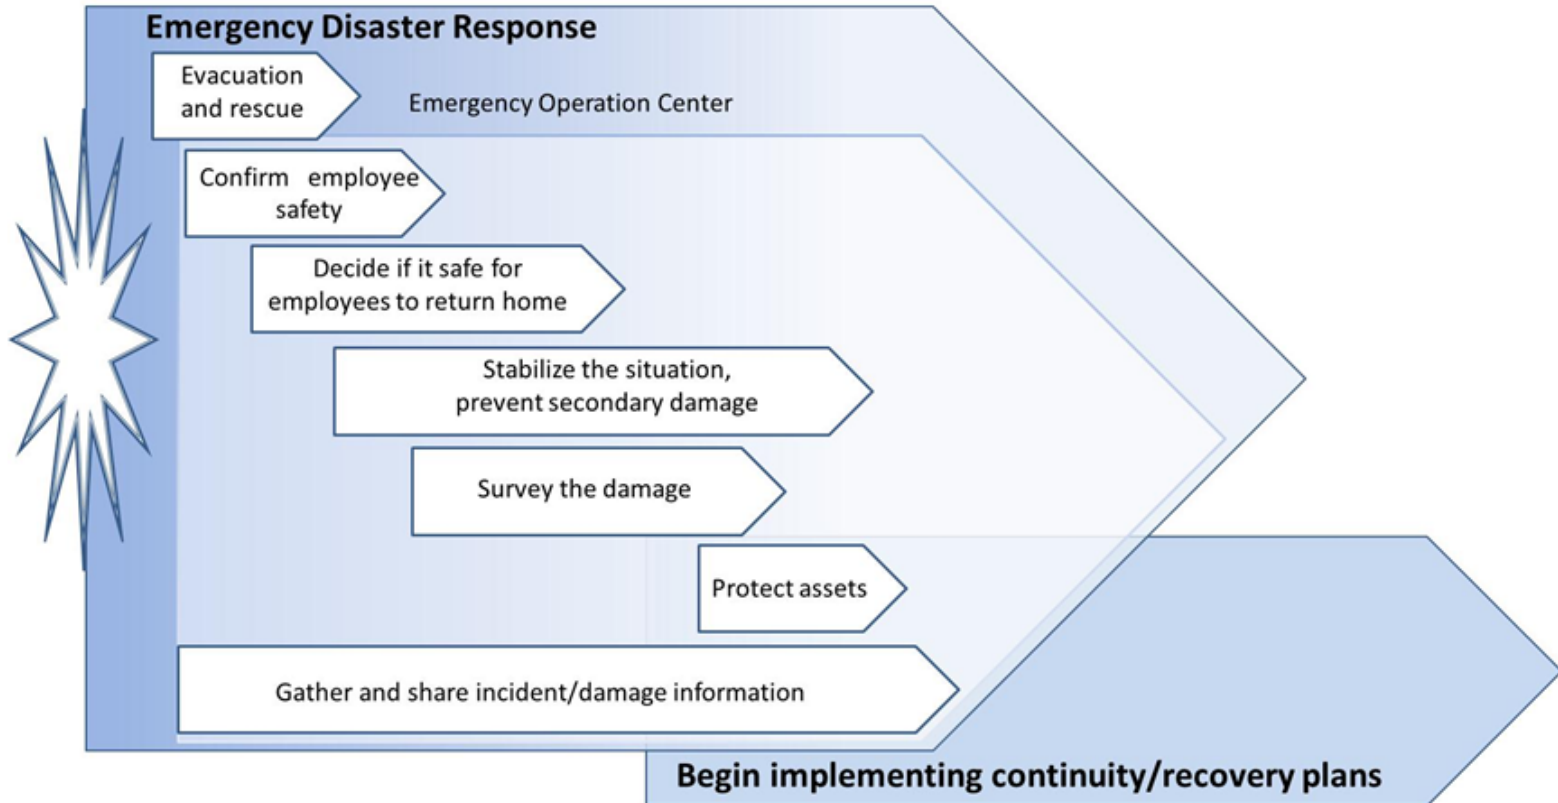 Emergency Disaster Response
Evacuation
and rescue
Emergency Operation Center
Confirm employee
safety
Decide if it safe for
employees to return home
Stabilize the situation,
prevent secondary damage
Survey the damage
Protect assets
Gather and share incident/damage information
Begin implementing continuity/recovery plans